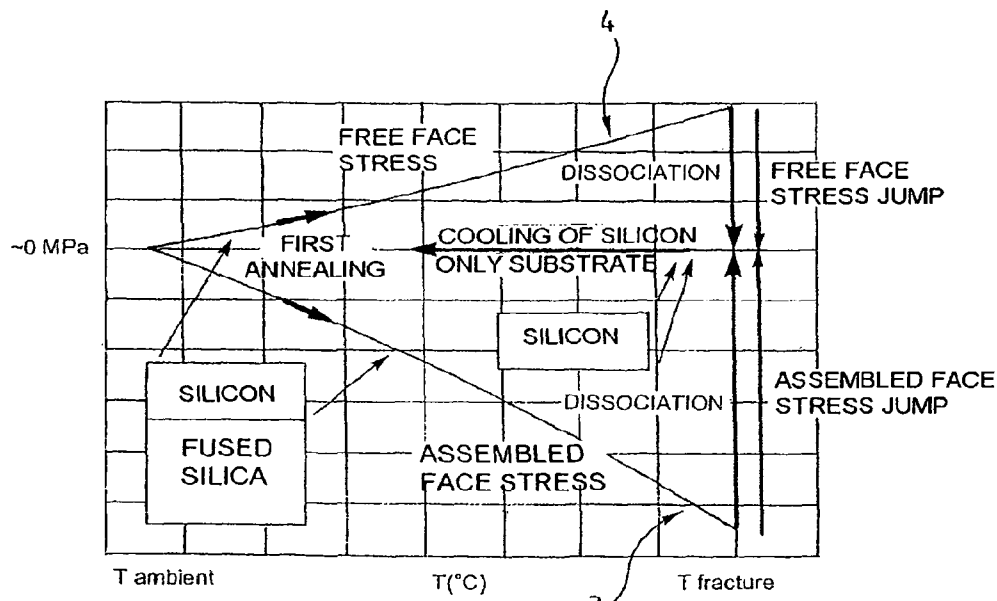 4
FREE FACE
STRESS
DISSOCIATION
FREE FACE
STRESS JUMP
~0 MPa
FIRST
ANNEALING
COOLING OF SILICON
ONLY SUBSTRATE
SILICON
SILICON
FUSED
SILICA
DISSOCIATION
ASSEMBLED FACE
STRESS JUMP
ASSEMBLED
FACE STRESS
T ambient
T(°C)
T fracture